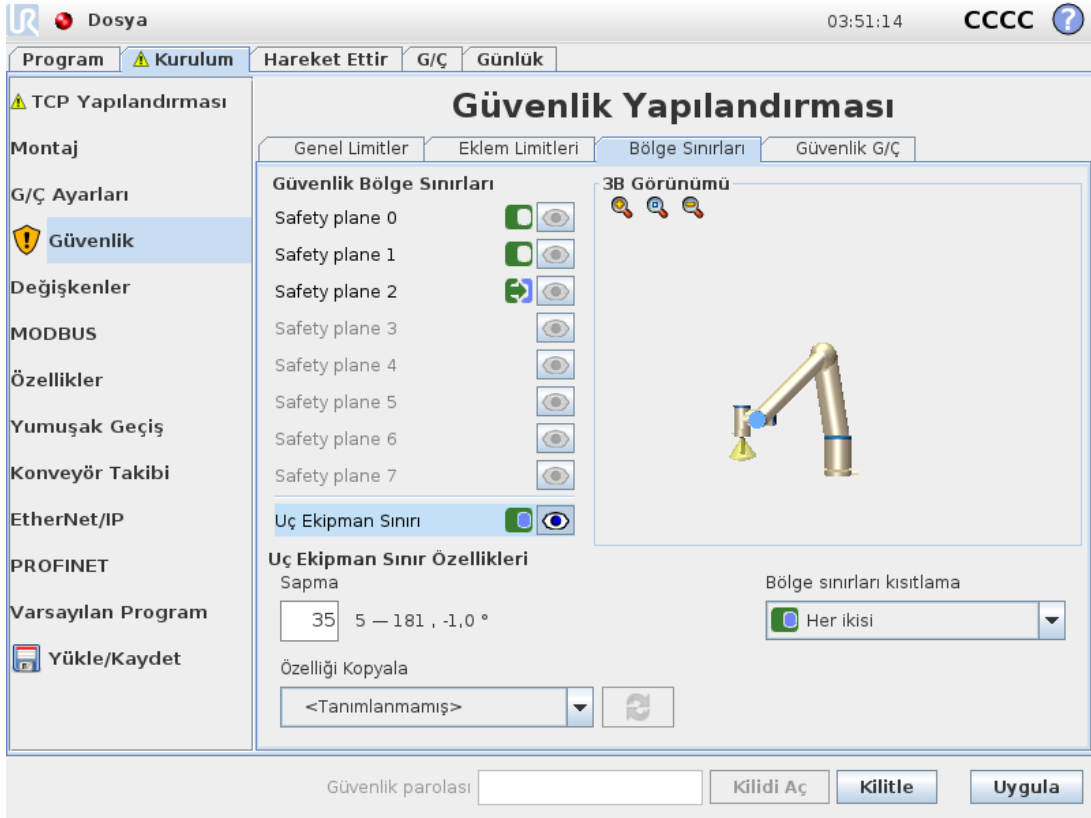 UR Dosya 03:51:14 CCCC ?
Program Kurulum Hareket Ettir G/Ç Günlük
TCP Yapılandırması
Montaj
G/Ç Ayarları
Güvenlik
Değişkenler
MODBUS
Özellikler
Yumuşak Geçiş
Konveyör Takibi
EtherNet/IP
PROFINET
Varsayılan Program
Yükle/Kaydet
Güvenlik Yapılandırması
Genel Limitler Eklem Limitleri Bölge Sınırları Güvenlik G/Ç
Güvenlik Bölge Sınırları
Safety plane 0
Safety plane 1
Safety plane 2
Safety plane 3
Safety plane 4
Safety plane 5
Safety plane 6
Safety plane 7
Uç Ekipman Sınırı
3B Görünümü
Uç Ekipman Sınır Özellikleri
Sapma
35 5 — 181 , -1,0 °
Bölge sınırları kısıtlama
Her ikisi
Özelliği Kopyala
<Tanımlanmamış>
Güvenlik parolası Kilidi Aç Kilitle Uygula